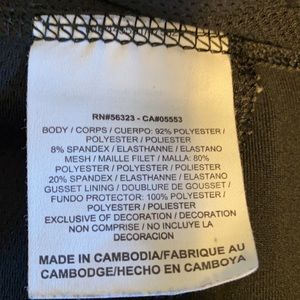 RN#56323 - CA#05553
BODY / CORPS / CUERPO: 92% POLYESTER /
POLYESTER / POLIESTER
8% SPANDEX / ELASTHANNE / ELASTANO
MESH / MAILLE FILET / MALLA: 80%
POLYESTER / POLYESTER / POLIESTER
20% SPANDEX / ELASTHANNE / ELASTANO
GUSSET LINING / DOUBLURE DE GOUSSET /
FUNDO PROTECTOR: 100% POLYESTER /
POLYESTER / POLIESTER
EXCLUSIVE OF DECORATION / DECORATION
NON COMPRISE / NO INCLUYE LA
DECORACION
MADE IN CAMBODIA/FABRIQUE AU
CAMBODGE/HECHO EN CAMBOYA